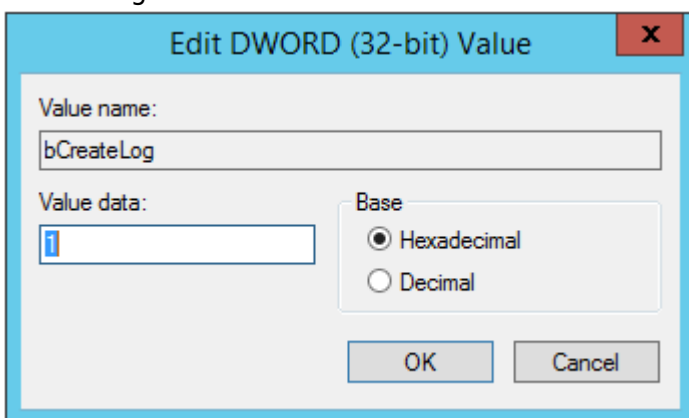 Edit DWORD (32-bit) Value
x
Value name:
bCreateLog
Value data:
1
Base
Hexadecimal
Decimal
OK
Cancel